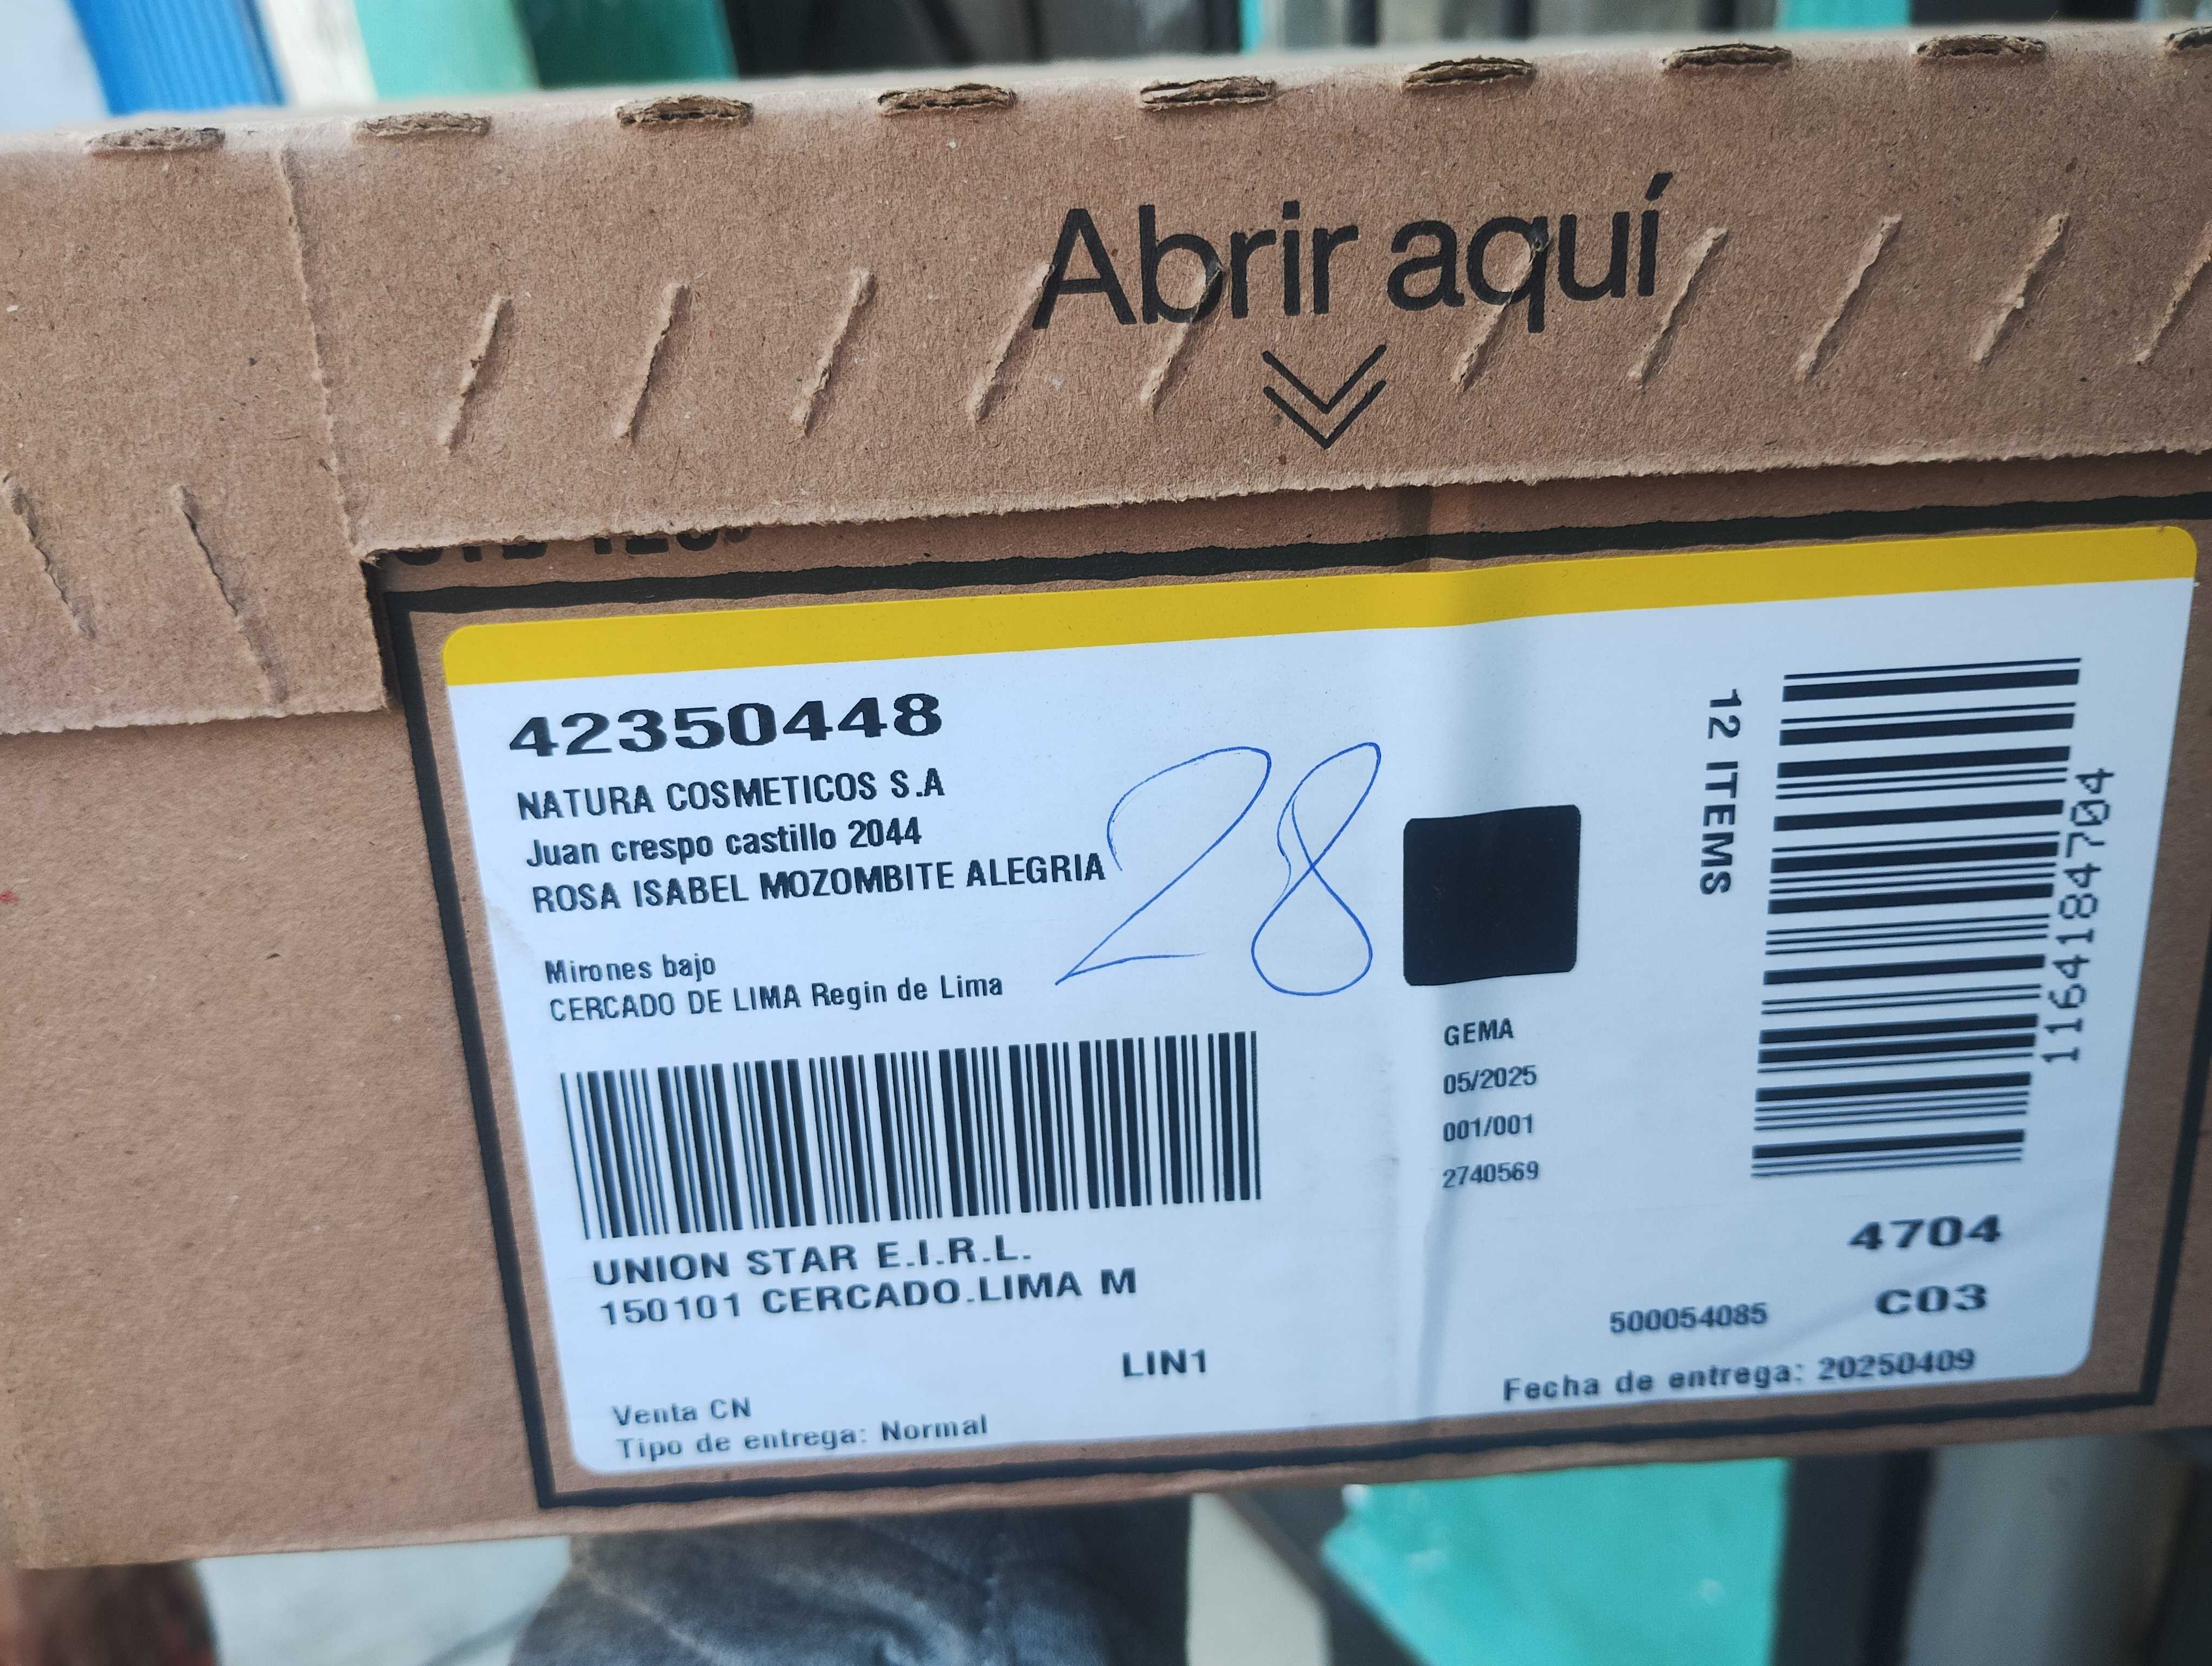 Abrir aquí
42350448
NATURA COSMETICOS S.A
Juan crespo castillo 2044
ROSA ISABEL MOZOMBITE ALEGRIA
28
Mirones bajo
CERCADO DE LIMA Regin de Lima
UNION STAR E.I.R.L.
150101 CERCADO.LIMA M
LIN1
Venta CN
Tipo de entrega: Normal
GEMA
05/2025
001/001
2740569
12 ITEMS
1164184704
4704
C03
500054085
Fecha de entrega: 20250409